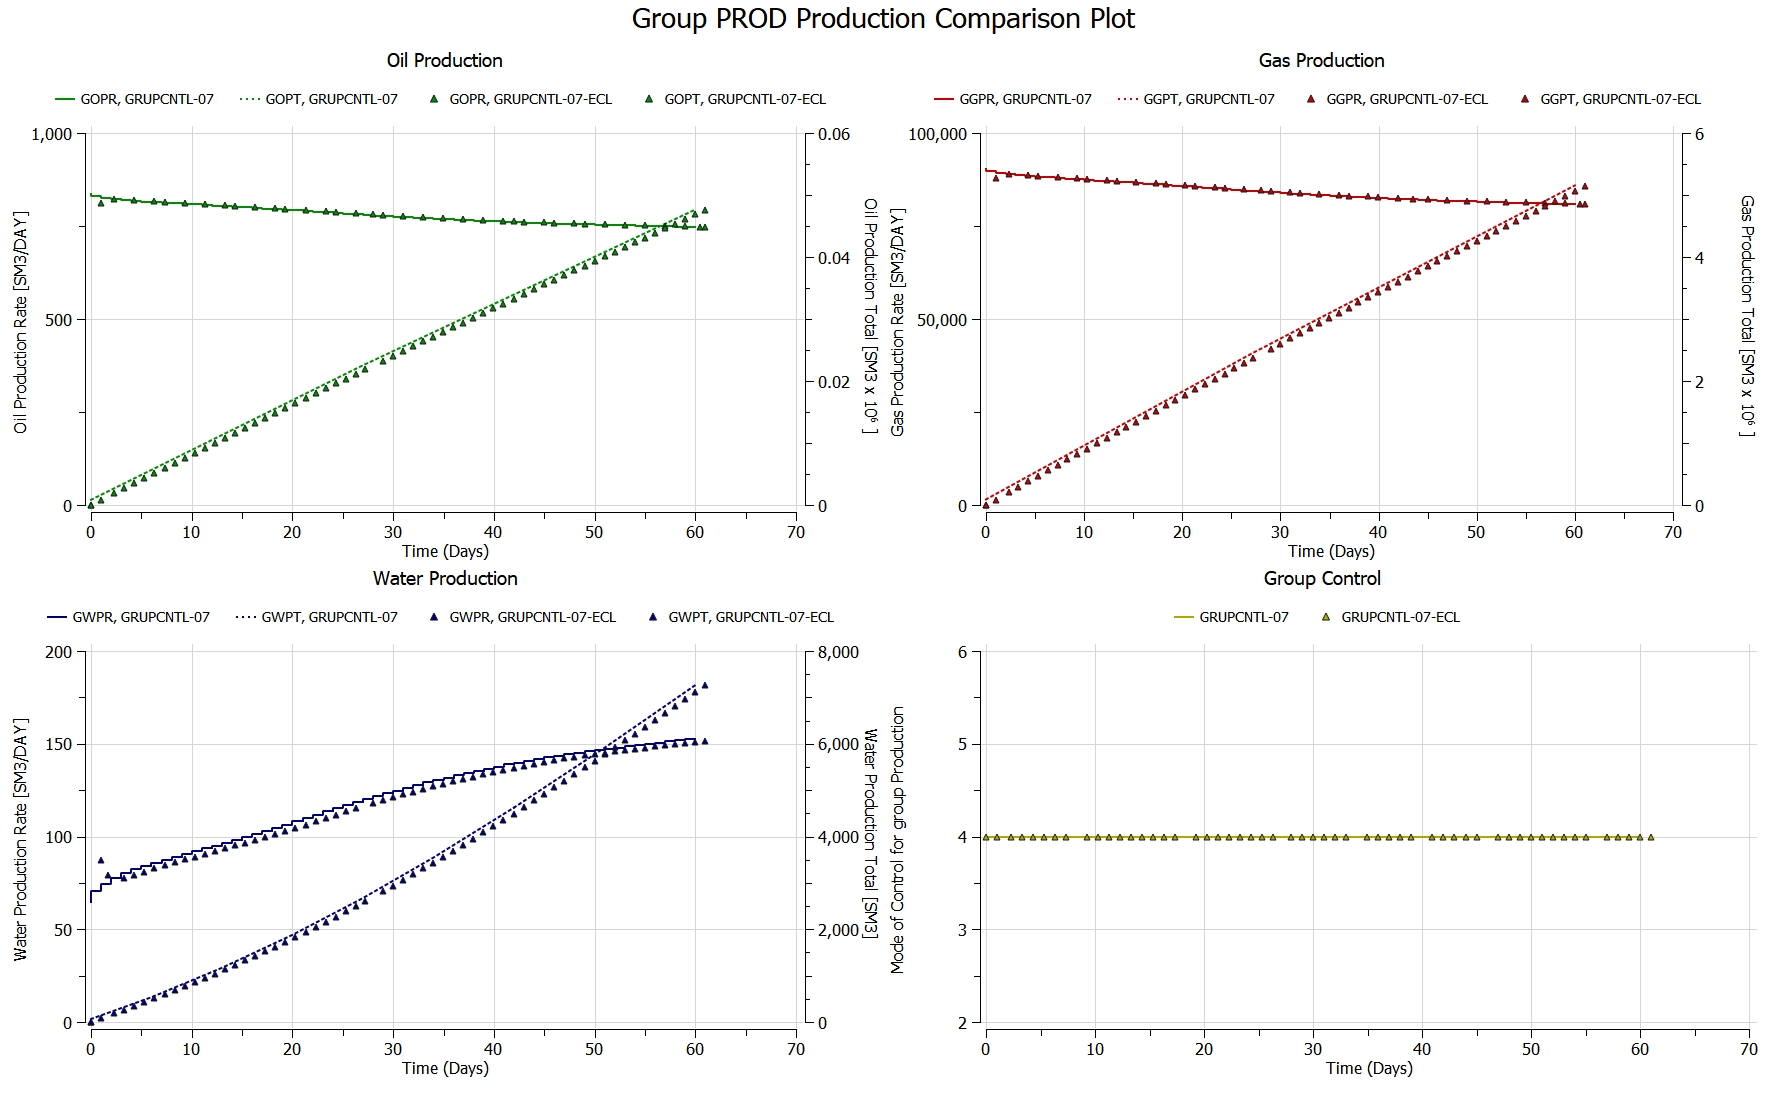 Group PROD Production Comparison Plot
Oil Production
GOPR, GRUPCNTL-07 GOPT, GRUPCNTL-07 GOPR, GRUPCNTL-07-ECL GOPT, GRUPCNTL-07-ECL
1,000
500
0
Oil Production Rate [SM3/DAY]
0.06
0.04
0.02
0
Oil Production Total [SM3 x 10⁶ ]
0 10 20 30 40 50 60 70
Time (Days)
Gas Production
GGPR, GRUPCNTL-07 GGPT, GRUPCNTL-07 GGPR, GRUPCNTL-07-ECL GGPT, GRUPCNTL-07-ECL
100,000
50,000
0
Gas Production Rate [SM3/DAY]
6
4
2
0
Gas Production Total [SM3 x 10⁶ ]
0 10 20 30 40 50 60 70
Time (Days)
Water Production
GWPR, GRUPCNTL-07 GWPT, GRUPCNTL-07 GWPR, GRUPCNTL-07-ECL GWPT, GRUPCNTL-07-ECL
200
150
100
50
0
Water Production Rate [SM3/DAY]
8,000
6,000
4,000
2,000
0
Water Production Total [SM3]
0 10 20 30 40 50 60 70
Time (Days)
Group Control
GRUPCNTL-07 GRUPCNTL-07-ECL
6
5
4
3
2
Mode of Control for group Production
0 10 20 30 40 50 60 70
Time (Days)